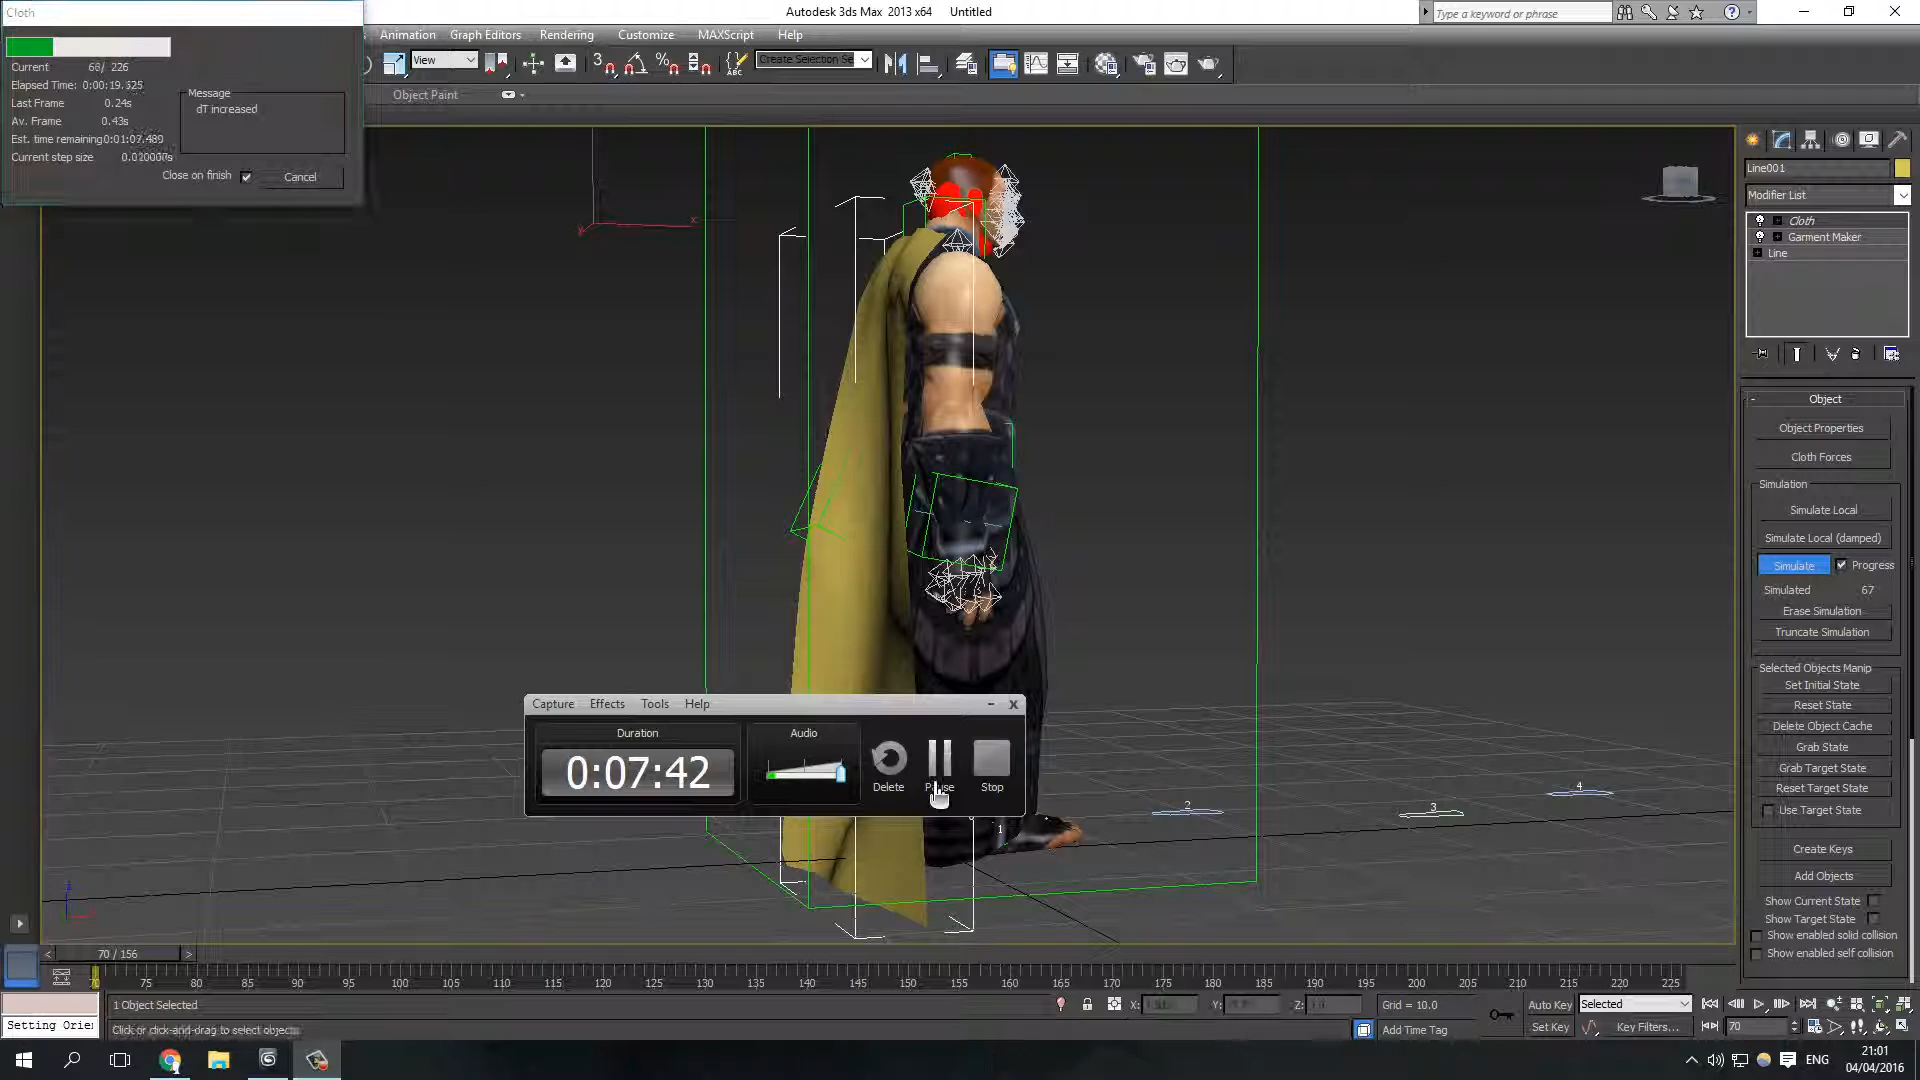 Cloth
Autodesk 3ds Max 2013 x64 Untitled
Type a keyword or phrase
Animation Graph Editors Rendering Customize MAXScript Help
View
Create Selection Se
Object Paint
Current 68/ 226
Elapsed Time: 0:00:19.325
Last Frame 0.24s
Av. Frame 0.43s
Est. time remaining 0:01:07.489
Current step size 0.020000s
Message
dT increased
Close on finish
Cancel
Line001
Modifier List
Cloth
Garment Maker
Line
Object
Object Properties
Cloth Forces
Simulation
Simulate Local
Simulate Local (damped)
Simulate Progress
Simulated 67
Erase Simulation
Truncate Simulation
Selected Objects Manip
Set Initial State
Reset State
Delete Object Cache
Grab State
Grab Target State
Reset Target State
Use Target State
Create Keys
Add Objects
Show Current State
Show Target State
Show enabled solid collision
Show enabled self collision
x
y
Capture Effects Tools Help
Duration
0:07:42
Audio
Delete
Pause
Stop
1 2 3 4
z
70 / 156
70 75 80 85 90 95 100 105 110 115 120 125 130 135 140 145 150 155 160 165 170 175 180 185 190 195 200 205 210 215 220 225
1 Object Selected
X: Y: Z:
Grid = 10.0
Auto Key Selected
Setting Orie
Click or click-and-drag to select objects
Add Time Tag
Set Key Key Filters...
70
ENG
21:01
04/04/2016